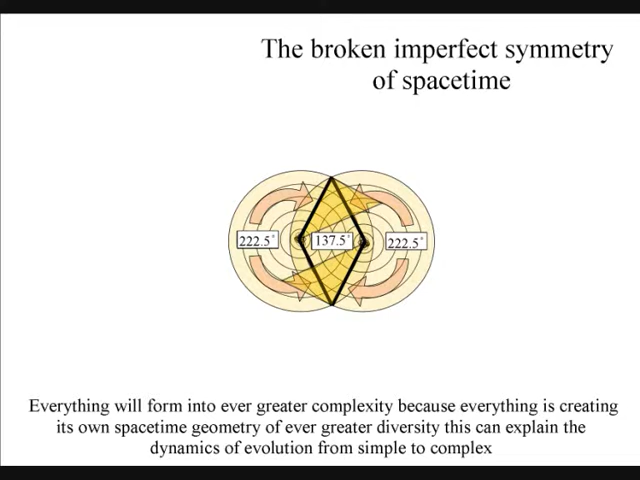 The broken imperfect symmetry
of spacetime
222.5°
137.5°
222.5°
Everything will form into ever greater complexity because everything is creating
its own spacetime geometry of ever greater diversity this can explain the
dynamics of evolution from simple to complex